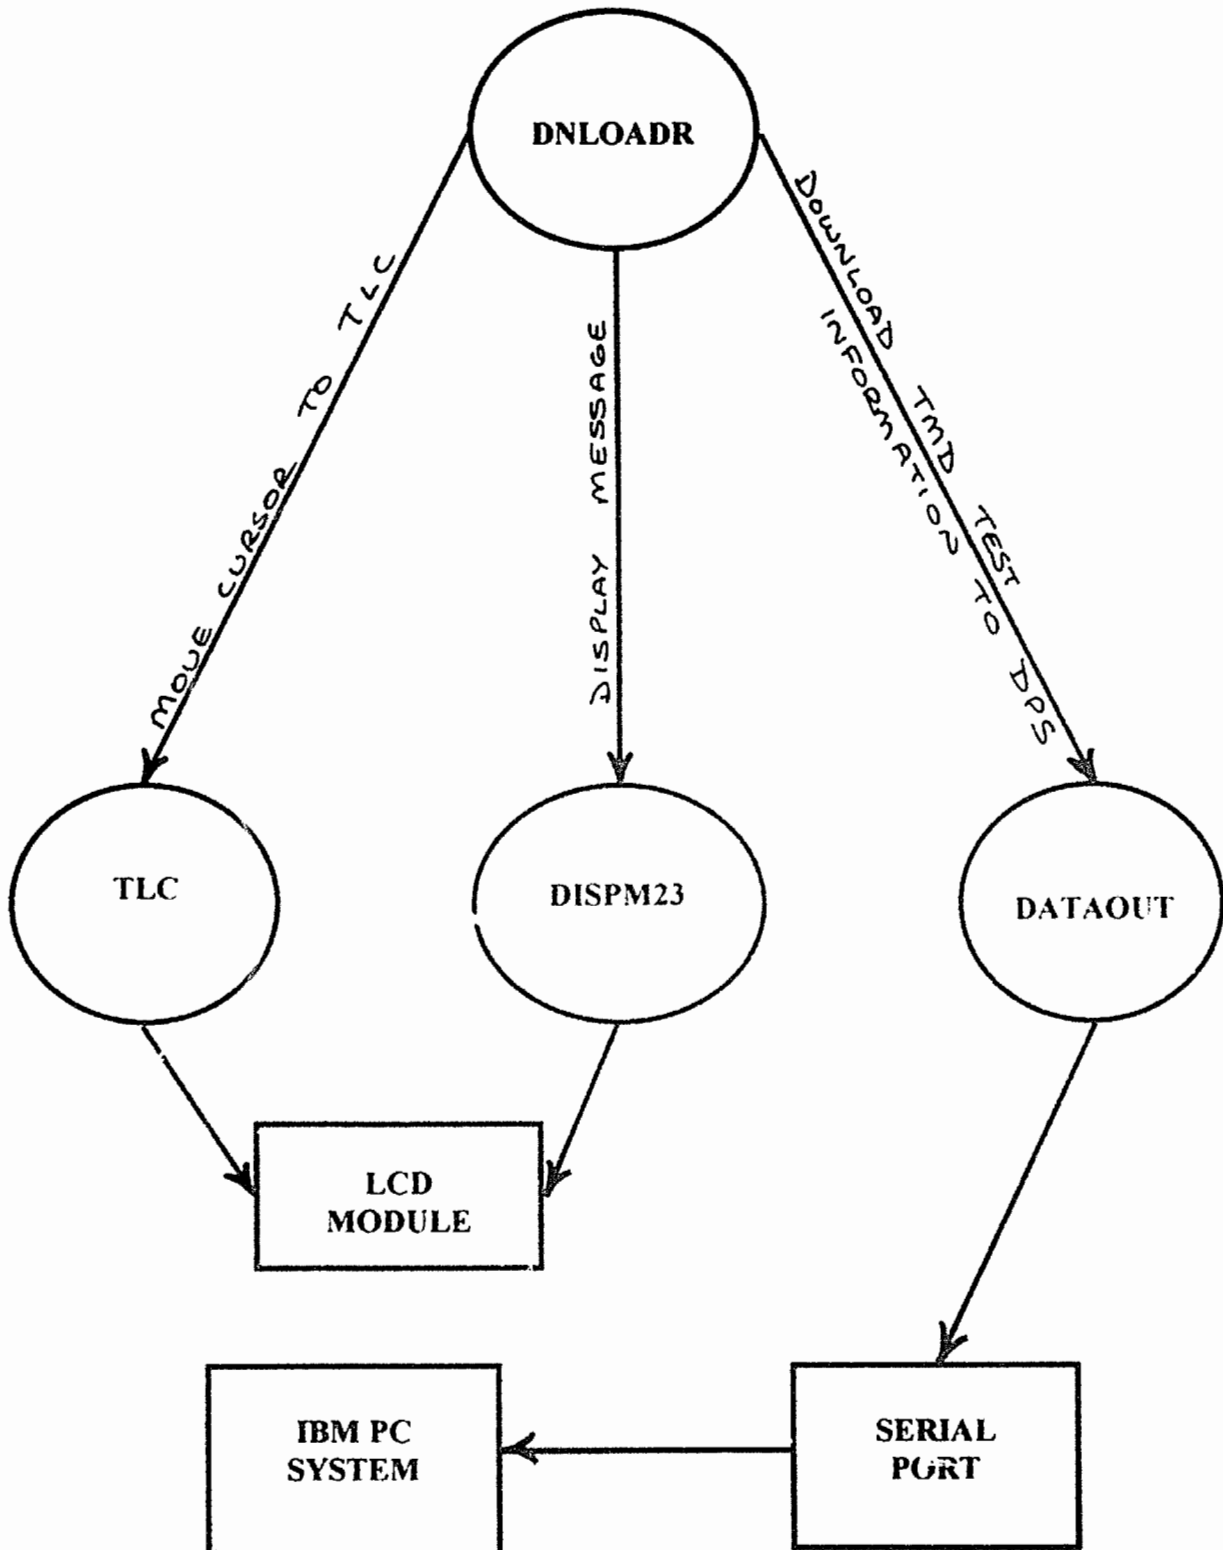 DNLOADR
MOVE CURSOR TO TLC
DISPLAY MESSAGE
DOWNLOAD TMD TEST
INFORMATION TO DPS
TLC
DISPM23
DATAOUT
LCD
MODULE
IBM PC
SYSTEM
SERIAL
PORT